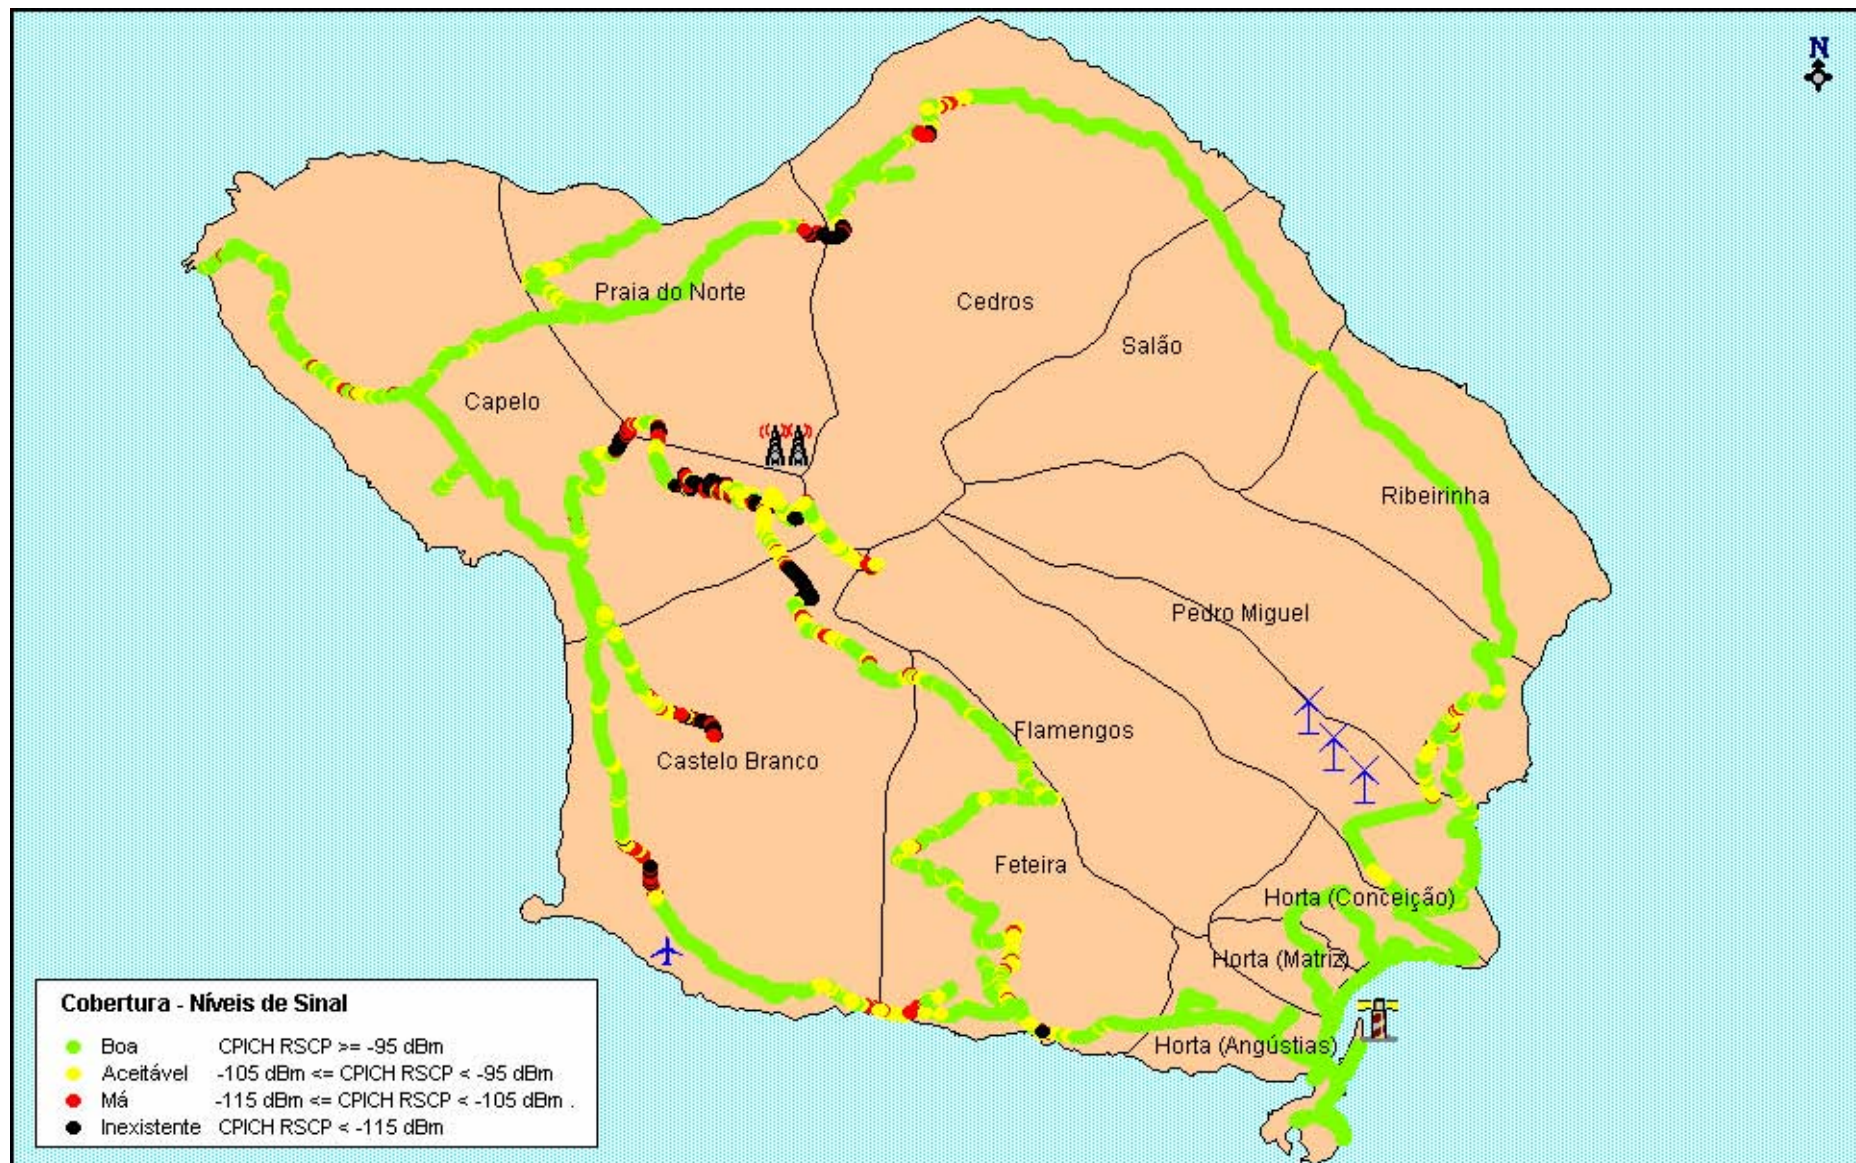 N
Praia do Norte
Cedros
Salão
Capelo
Ribeirinha
Pedro Miguel
Flamengos
Castelo Branco
Feteira
Horta (Conceição)
Horta (Matriz)
Horta (Angústias)
Cobertura - Níveis de Sinal
Boa CPICH RSCP >= -95 dBm
Aceitável -105 dBm <= CPICH RSCP < -95 dBm
Má -115 dBm <= CPICH RSCP < -105 dBm .
Inexistente CPICH RSCP < -115 dBm